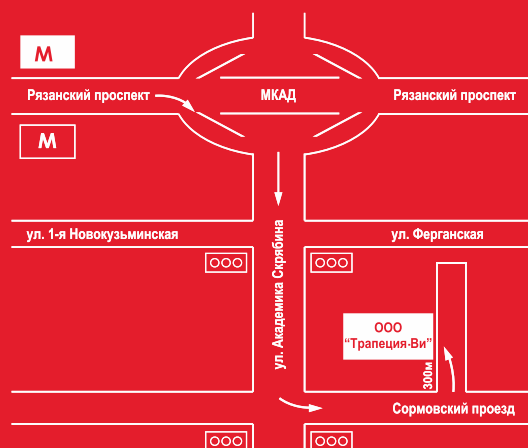 М
Рязанский проспект
МКАД
Рязанский проспект
М
ул. 1-я Новокузьминская
ул. Академика Скрябина
ул. Ферганская
ООО
“Трапеция-Ви”
300м
Сормовский проезд